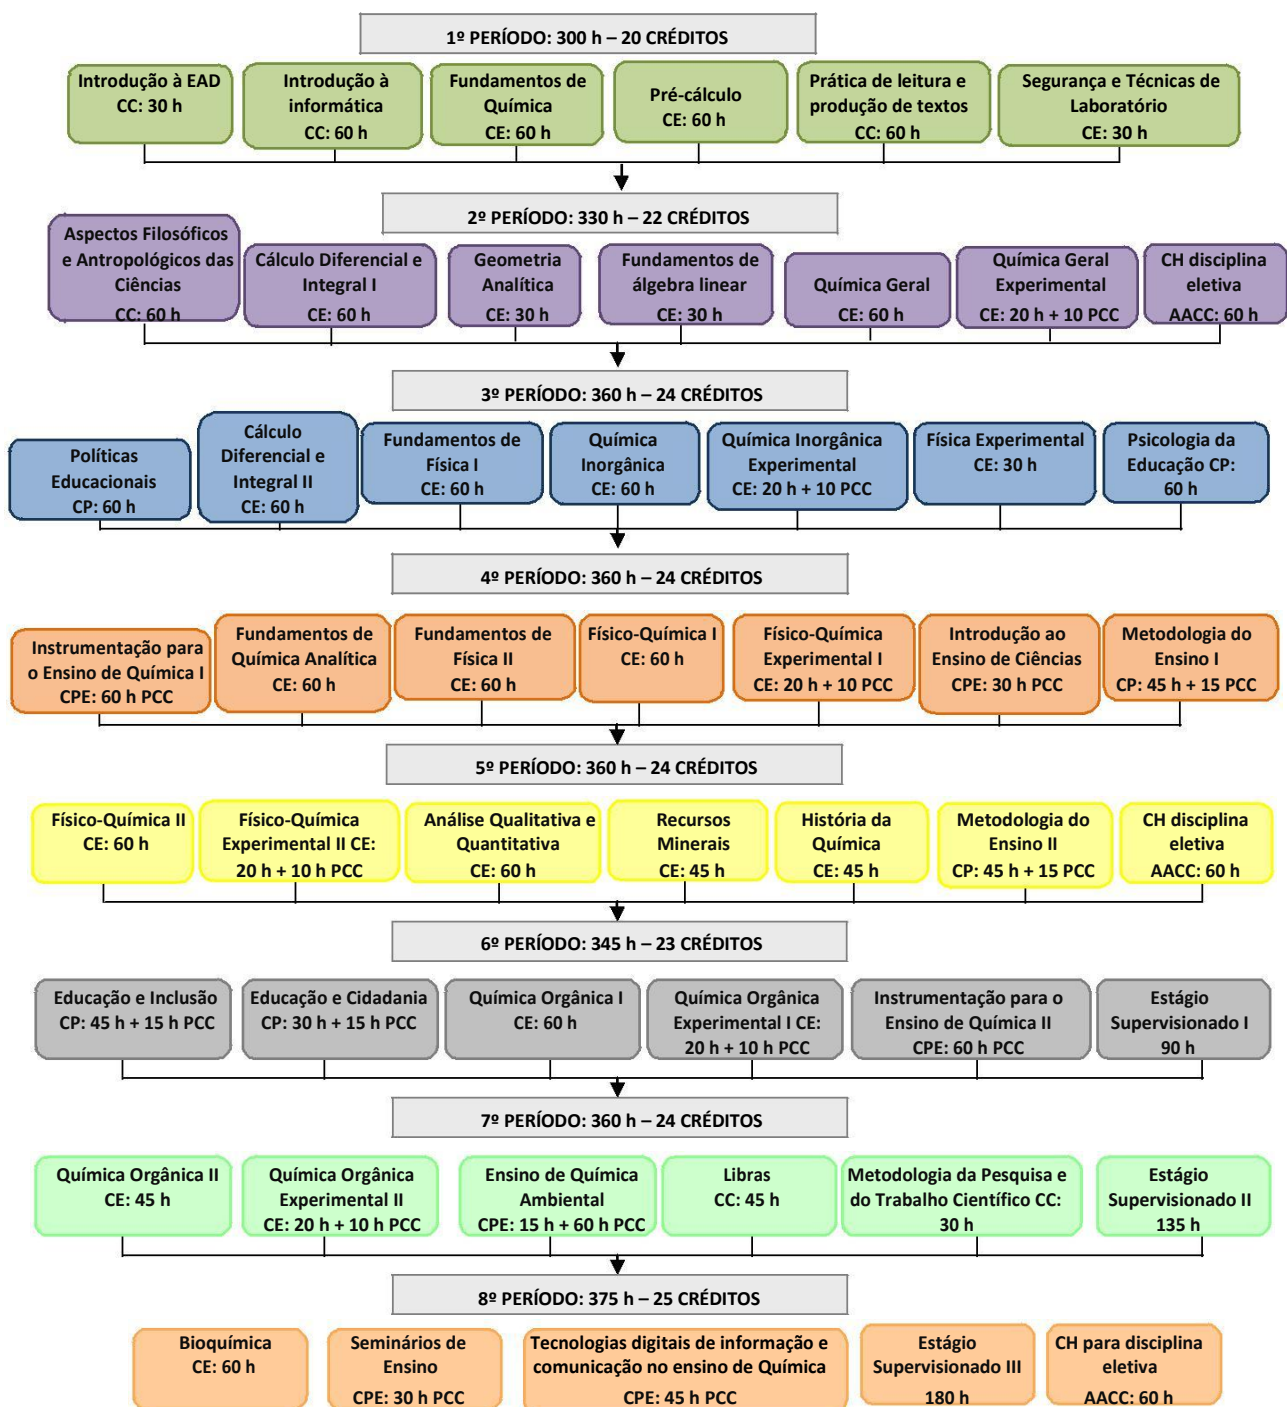 1º PERÍODO: 300 h – 20 CRÉDITOS
Introdução à EAD
CC: 30 h
Introdução à
informática
CC: 60 h
Fundamentos de
Química
CE: 60 h
Pré-cálculo
CE: 60 h
Prática de leitura e
produção de textos
CC: 60 h
Segurança e Técnicas de
Laboratório
CE: 30 h
2º PERÍODO: 330 h – 22 CRÉDITOS
Aspectos Filosóficos
e Antropológicos das
Ciências
CC: 60 h
Cálculo Diferencial e
Integral I
CE: 60 h
Geometria
Analítica
CE: 30 h
Fundamentos de
álgebra linear
CE: 30 h
Química Geral
CE: 60 h
Química Geral
Experimental
CE: 20 h + 10 PCC
CH disciplina
eletiva
AACC: 60 h
3º PERÍODO: 360 h – 24 CRÉDITOS
Políticas
Educacionais
CP: 60 h
Cálculo
Diferencial e
Integral II
CE: 60 h
Fundamentos de
Física I
CE: 60 h
Química
Inorgânica
CE: 60 h
Química Inorgânica
Experimental
CE: 20 h + 10 PCC
Física Experimental
CE: 30 h
Psicologia da
Educação CP:
60 h
4º PERÍODO: 360 h – 24 CRÉDITOS
Instrumentação para
o Ensino de Química I
CPE: 60 h PCC
Fundamentos de
Química Analítica
CE: 60 h
Fundamentos de
Física II
CE: 60 h
Físico-Química I
CE: 60 h
Físico-Química
Experimental I
CE: 20 h + 10 PCC
Introdução ao
Ensino de Ciências
CPE: 30 h PCC
Metodologia do
Ensino I
CP: 45 h + 15 PCC
5º PERÍODO: 360 h – 24 CRÉDITOS
Físico-Química II
CE: 60 h
Físico-Química
Experimental II CE:
20 h + 10 h PCC
Análise Qualitativa e
Quantitativa
CE: 60 h
Recursos
Minerais
CE: 45 h
História da
Química
CE: 45 h
Metodologia do
Ensino II
CP: 45 h + 15 PCC
CH disciplina
eletiva
AACC: 60 h
6º PERÍODO: 345 h – 23 CRÉDITOS
Educação e Inclusão
CP: 45 h + 15 h PCC
Educação e Cidadania
CP: 30 h + 15 h PCC
Química Orgânica I
CE: 60 h
Química Orgânica
Experimental I CE:
20 h + 10 h PCC
Instrumentação para o
Ensino de Química II
CPE: 60 h PCC
Estágio
Supervisionado I
90 h
7º PERÍODO: 360 h – 24 CRÉDITOS
Química Orgânica II
CE: 45 h
Química Orgânica
Experimental II
CE: 20 h + 10 h PCC
Ensino de Química
Ambiental
CPE: 15 h + 60 h PCC
Libras
CC: 45 h
Metodologia da Pesquisa e
do Trabalho Científico CC:
30 h
Estágio
Supervisionado II
135 h
8º PERÍODO: 375 h – 25 CRÉDITOS
Bioquímica
CE: 60 h
Seminários de
Ensino
CPE: 30 h PCC
Tecnologias digitais de informação e
comunicação no ensino de Química
CPE: 45 h PCC
Estágio
Supervisionado III
180 h
CH para disciplina
eletiva
AACC: 60 h